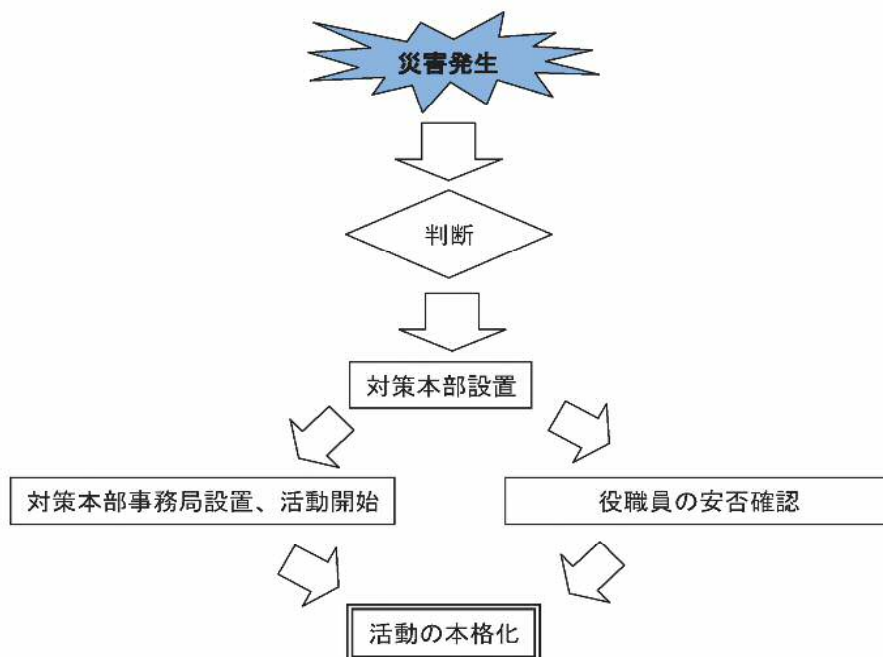 災害発生
判断
対策本部設置
対策本部事務局設置、活動開始
役職員の安否確認
活動の本格化